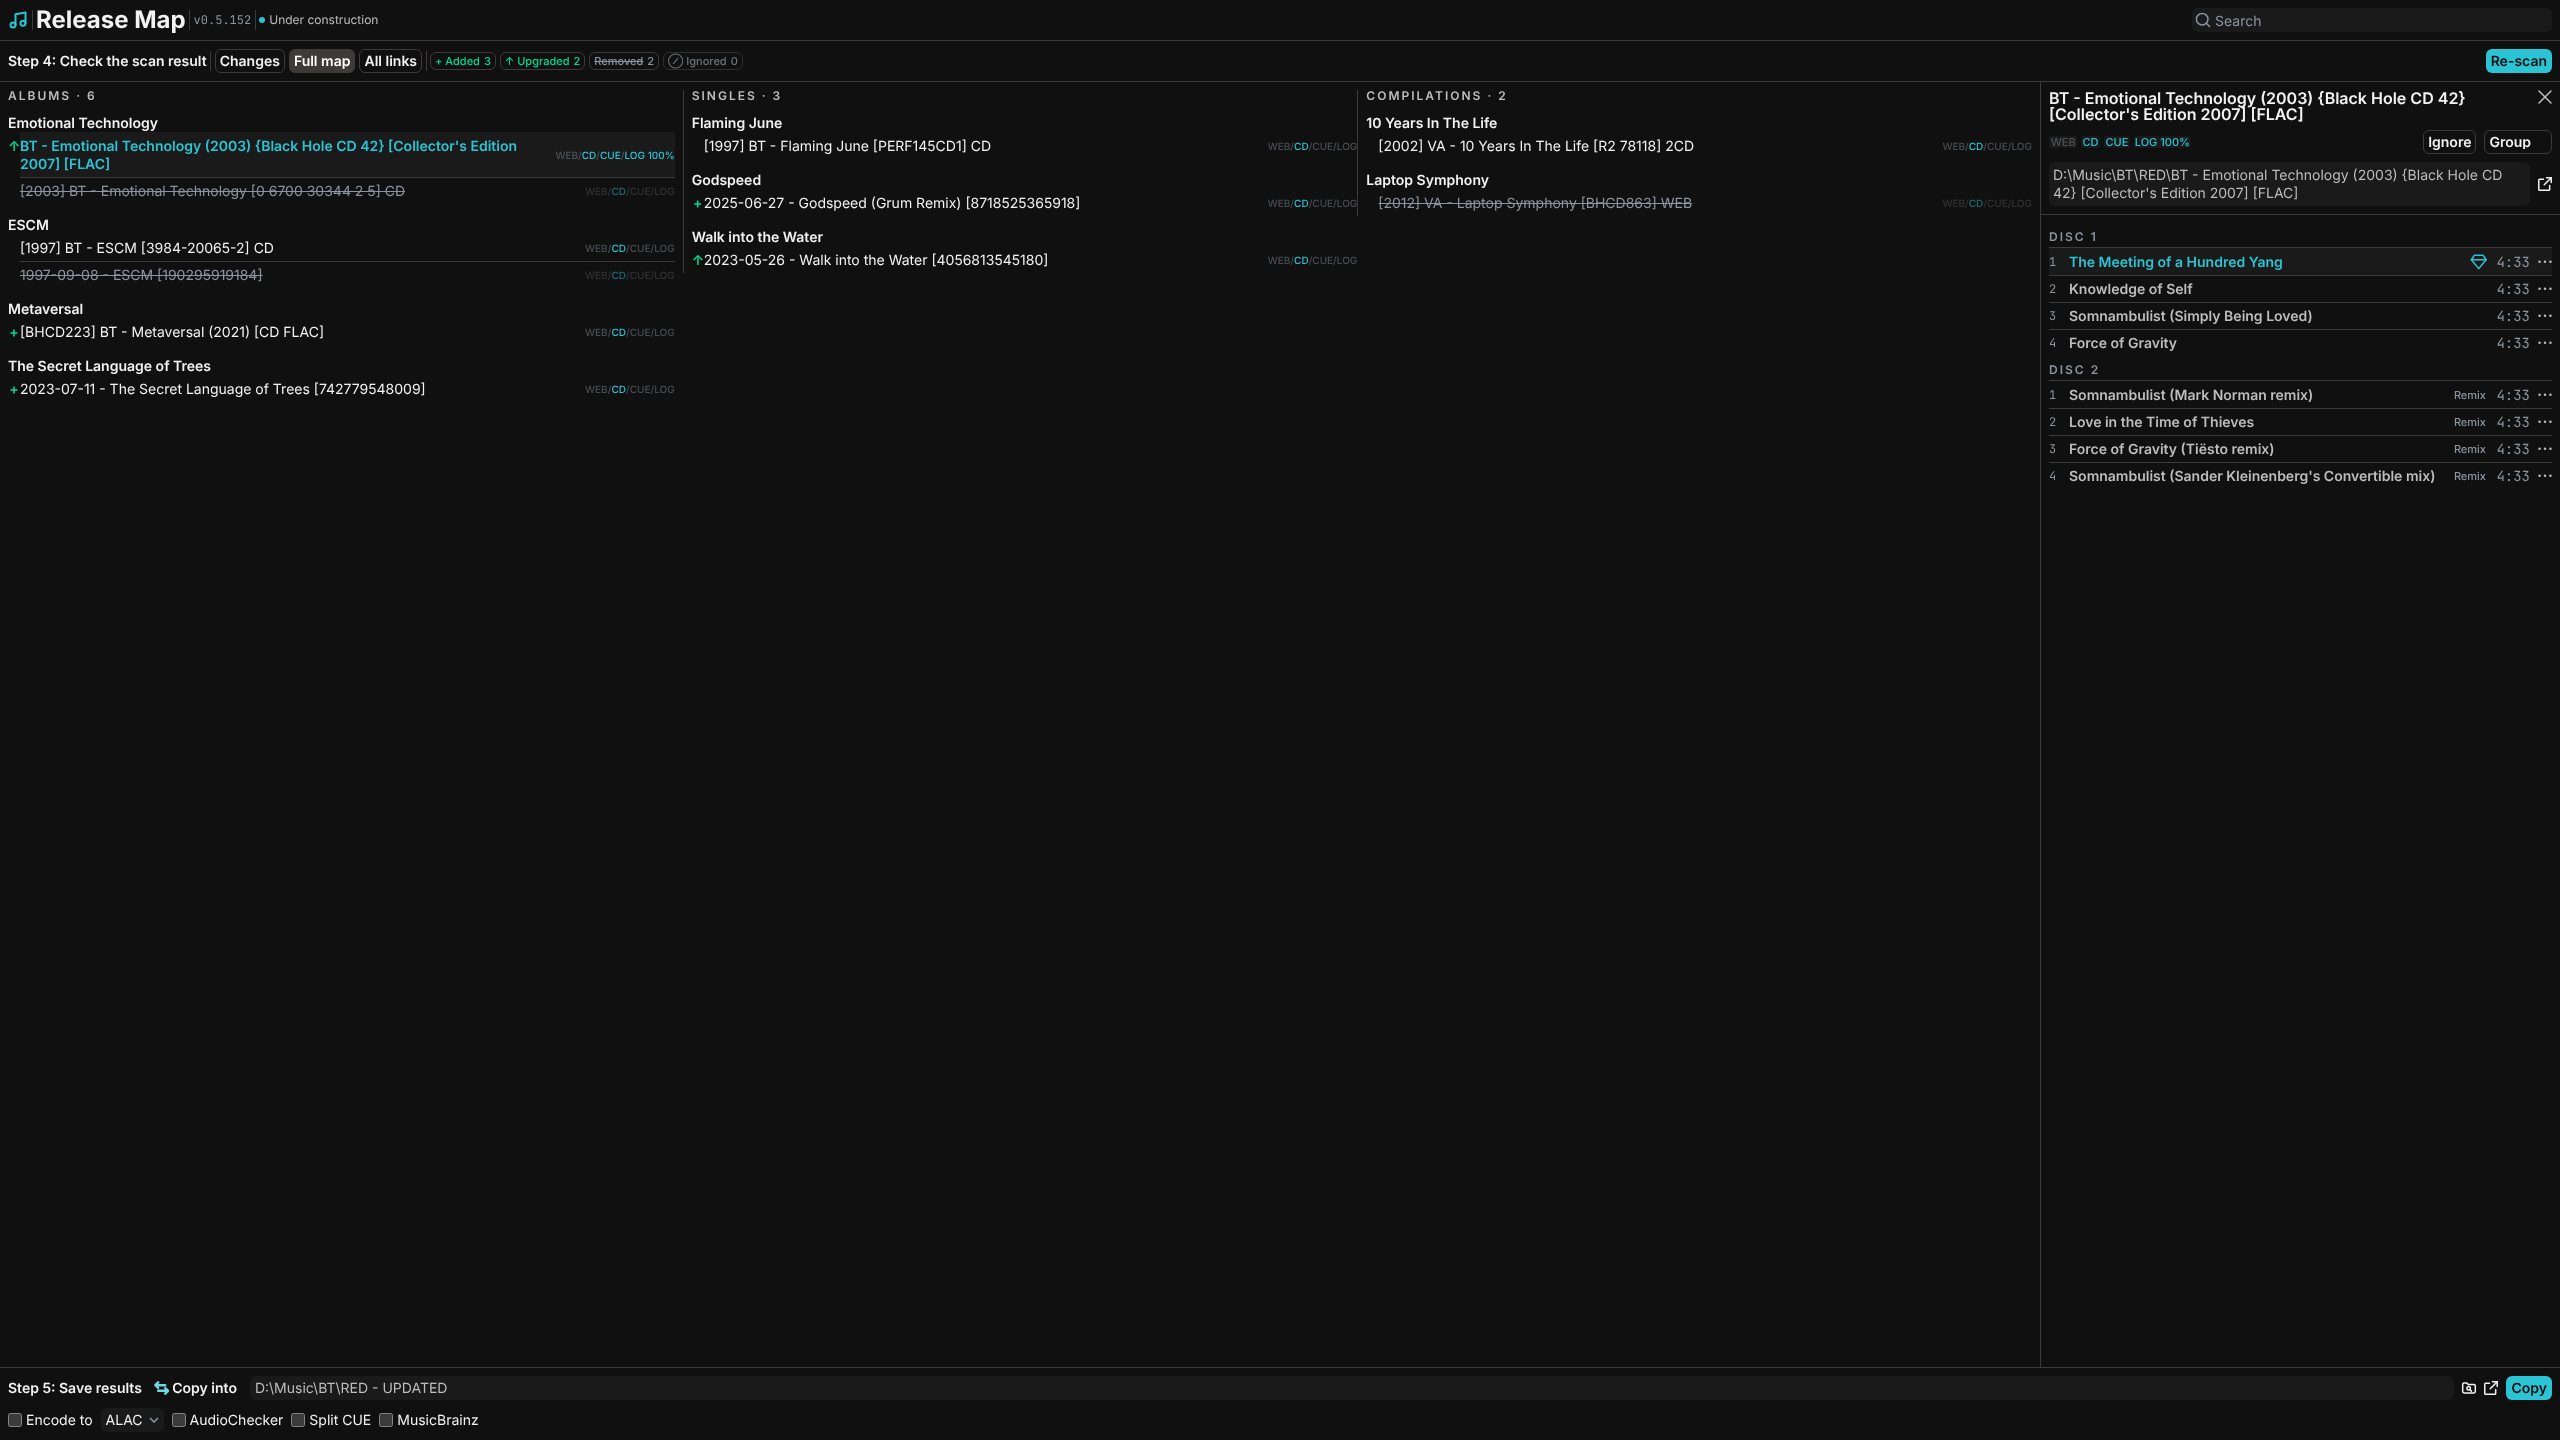 Release Map v0.5.152 Under construction Search
Step 4: Check the scan result Changes Full map All links + Added 3 ↑ Upgraded 2 Removed 2 Ignored 0 Re-scan
ALBUMS · 6
Emotional Technology
↑BT - Emotional Technology (2003) {Black Hole CD 42} [Collector's Edition
2007] [FLAC]
WEB/CD/CUE/LOG 100%
[2003] BT - Emotional Technology [0 6700 30344 2 5] CD WEB/CD/CUE/LOG
ESCM
[1997] BT - ESCM [3984-20065-2] CD WEB/CD/CUE/LOG
1997-09-08 - ESCM [190295919184] WEB/CD/CUE/LOG
Metaversal
+[BHCD223] BT - Metaversal (2021) [CD FLAC] WEB/CD/CUE/LOG
The Secret Language of Trees
+2023-07-11 - The Secret Language of Trees [742779548009] WEB/CD/CUE/LOG
SINGLES · 3
Flaming June
[1997] BT - Flaming June [PERF145CD1] CD WEB/CD/CUE/LOG
Godspeed
+2025-06-27 - Godspeed (Grum Remix) [8718525365918] WEB/CD/CUE/LOG
Walk into the Water
↑2023-05-26 - Walk into the Water [4056813545180] WEB/CD/CUE/LOG
COMPILATIONS · 2
10 Years In The Life
[2002] VA - 10 Years In The Life [R2 78118] 2CD WEB/CD/CUE/LOG
Laptop Symphony
[2012] VA - Laptop Symphony [BHCD863] WEB WEB/CD/CUE/LOG
BT - Emotional Technology (2003) {Black Hole CD 42}
[Collector's Edition 2007] [FLAC]
WEB CD CUE LOG 100% Ignore Group
D:\Music\BT\RED\BT - Emotional Technology (2003) {Black Hole CD
42} [Collector's Edition 2007] [FLAC]
DISC 1
1 The Meeting of a Hundred Yang 4:33 ...
2 Knowledge of Self 4:33 ...
3 Somnambulist (Simply Being Loved) 4:33 ...
4 Force of Gravity 4:33 ...
DISC 2
1 Somnambulist (Mark Norman remix) Remix 4:33 ...
2 Love in the Time of Thieves Remix 4:33 ...
3 Force of Gravity (Tiësto remix) Remix 4:33 ...
4 Somnambulist (Sander Kleinenberg's Convertible mix) Remix 4:33 ...
Step 5: Save results Copy into D:\Music\BT\RED - UPDATED Copy
Encode to ALAC AudioChecker Split CUE MusicBrainz